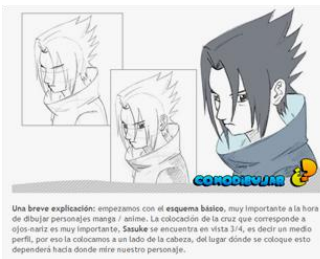 COMODIBUJAR
Una breve explicación: empezamos con el esquema básico, muy importante a la hora
de dibujar personajes manga / anime. La colocación de la cruz que corresponde a
ojos-nariz es muy importante, Sasuke se encuentra en vista 3/4, es decir un medio
perfil, por eso la colocamos a un lado de la cabeza, del lugar dónde se coloque esto
dependerá hacia donde mire nuestro personaje.